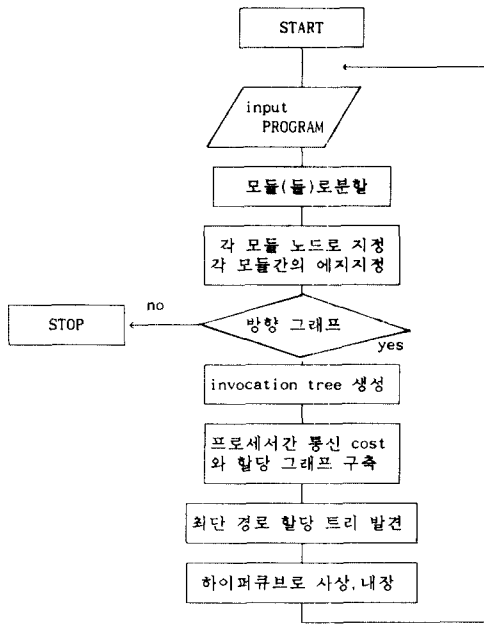 START
input
PROGRAM
모듈(들)로분할
각 모듈 노드로 지정
각 모듈간의 에지지정
no
STOP
방향 그래프
yes
invocation tree 생성
프로세서간 통신 cost
와 할당 그래프 구축
최단 경로 할당 트리 발견
하이퍼큐브로 사상,내장